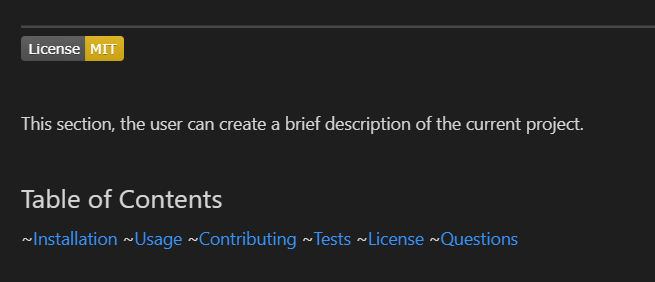 License MIT
This section, the user can create a brief description of the current project.
Table of Contents
~Installation ~Usage ~Contributing ~Tests ~License ~Questions